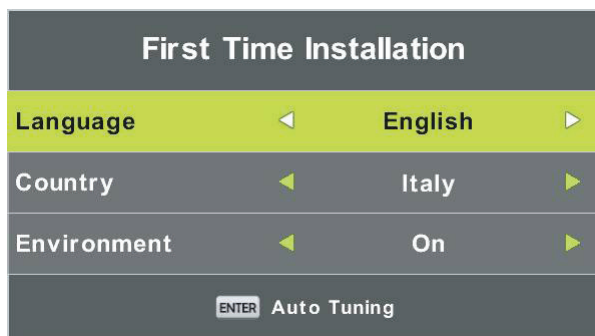 First Time Installation
Language English
Country Italy
Environment On
ENTER Auto Tuning